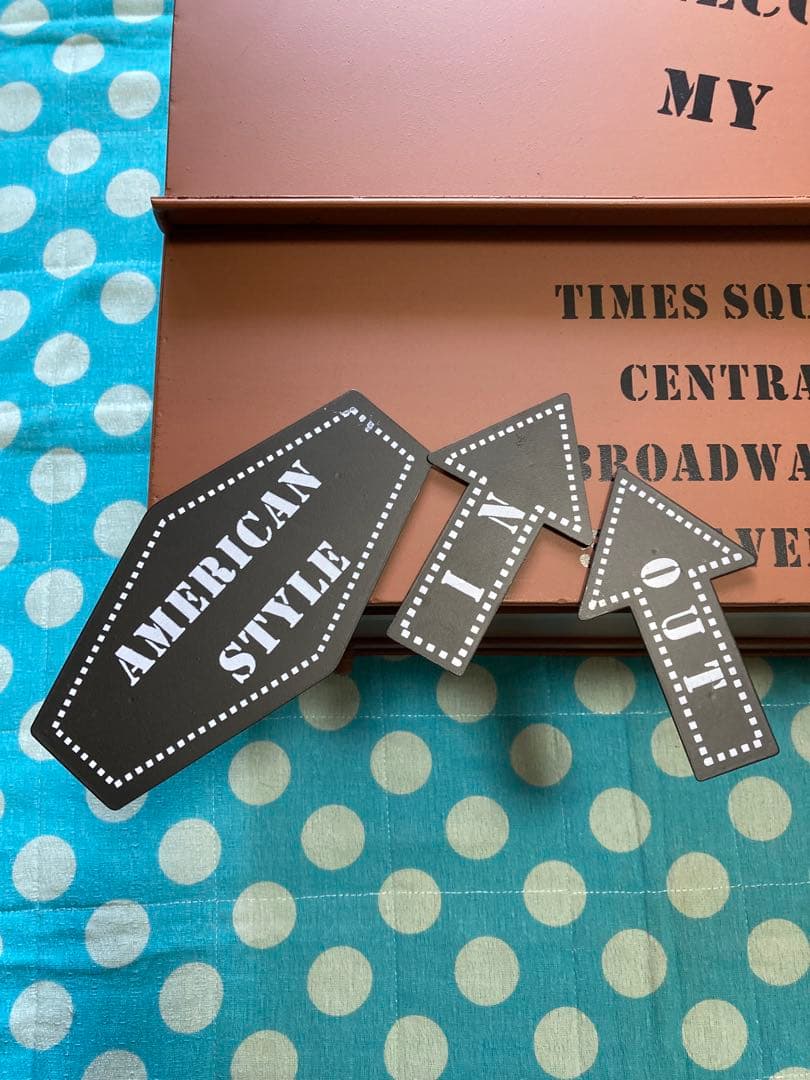 MY
TIMES SQU
CENTRA
BROADWA
AMERICAN
STYLE
IN
OUT